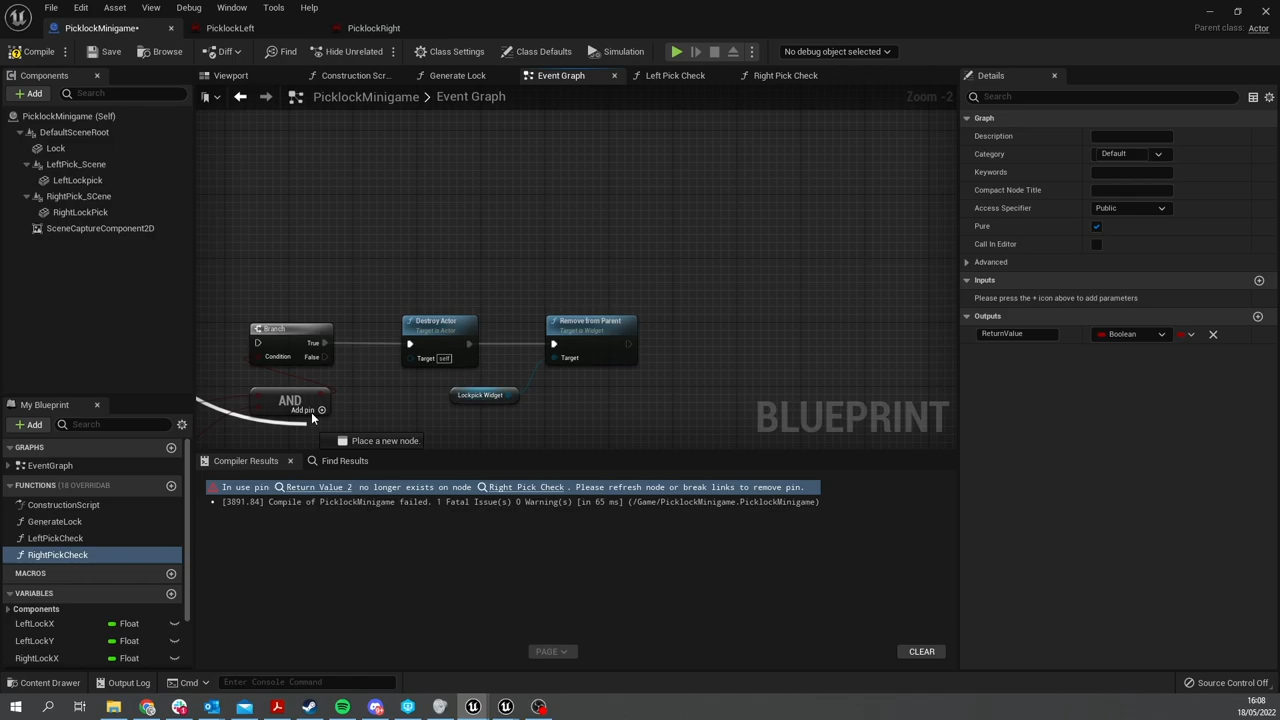 File Edit Asset View Debug Window Tools Help
PicklockMinigame•
PicklockLeft
PicklockRight
Parent class: Actor
Compile
Save
Browse
Diff
Find
Hide Unrelated
Class Settings
Class Defaults
Simulation
No debug object selected
Components
Viewport
Construction Scr...
Generate Lock
Event Graph
Left Pick Check
Right Pick Check
Details
Add
Search
PicklockMinigame > Event Graph
Zoom -2
Search
PicklockMinigame (Self)
DefaultSceneRoot
Lock
LeftPick_Scene
LeftLockpick
RightPick_SCene
RightLockPick
SceneCaptureComponent2D
Graph
Description
Category
Default
Keywords
Compact Node Title
Access Specifier
Public
Pure
Call In Editor
Advanced
Inputs
Please press the + icon above to add parameters
Outputs
ReturnValue
Boolean
Branch
True
Condition
False
Destroy Actor
Target is Actor
Target self
Remove from Parent
Target is Widget
Target
AND
Add pin
Lockpick Widget
Place a new node.
BLUEPRINT
My Blueprint
Add
Search
GRAPHS
EventGraph
FUNCTIONS (18 OVERRIDAB
ConstructionScript
GenerateLock
LeftPickCheck
RightPickCheck
MACROS
VARIABLES
Components
LeftLockX Float
LeftLockY Float
RightLockX Float
Compiler Results
Find Results
In use pin Return Value 2 no longer exists on node Right Pick Check . Please refresh node or break links to remove pin.
[3891.84] Compile of PicklockMinigame failed. 1 Fatal Issue(s) 0 Warning(s) [in 65 ms] (/Game/PicklockMinigame.PicklockMinigame)
PAGE
CLEAR
Content Drawer
Output Log
Cmd
Enter Console Command
Source Control Off
16:08
18/05/2022